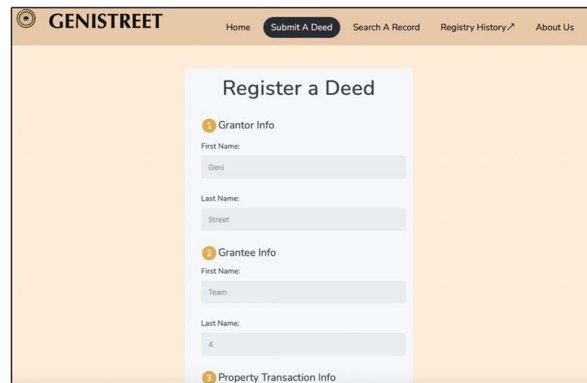 GENISTREET
Home Submit A Deed Search A Record Registry History↗ About Us
Register a Deed
1 Grantor Info
First Name:
Geni
Last Name:
Street
2 Grantee Info
First Name:
Team
Last Name:
4
3 Property Transaction Info